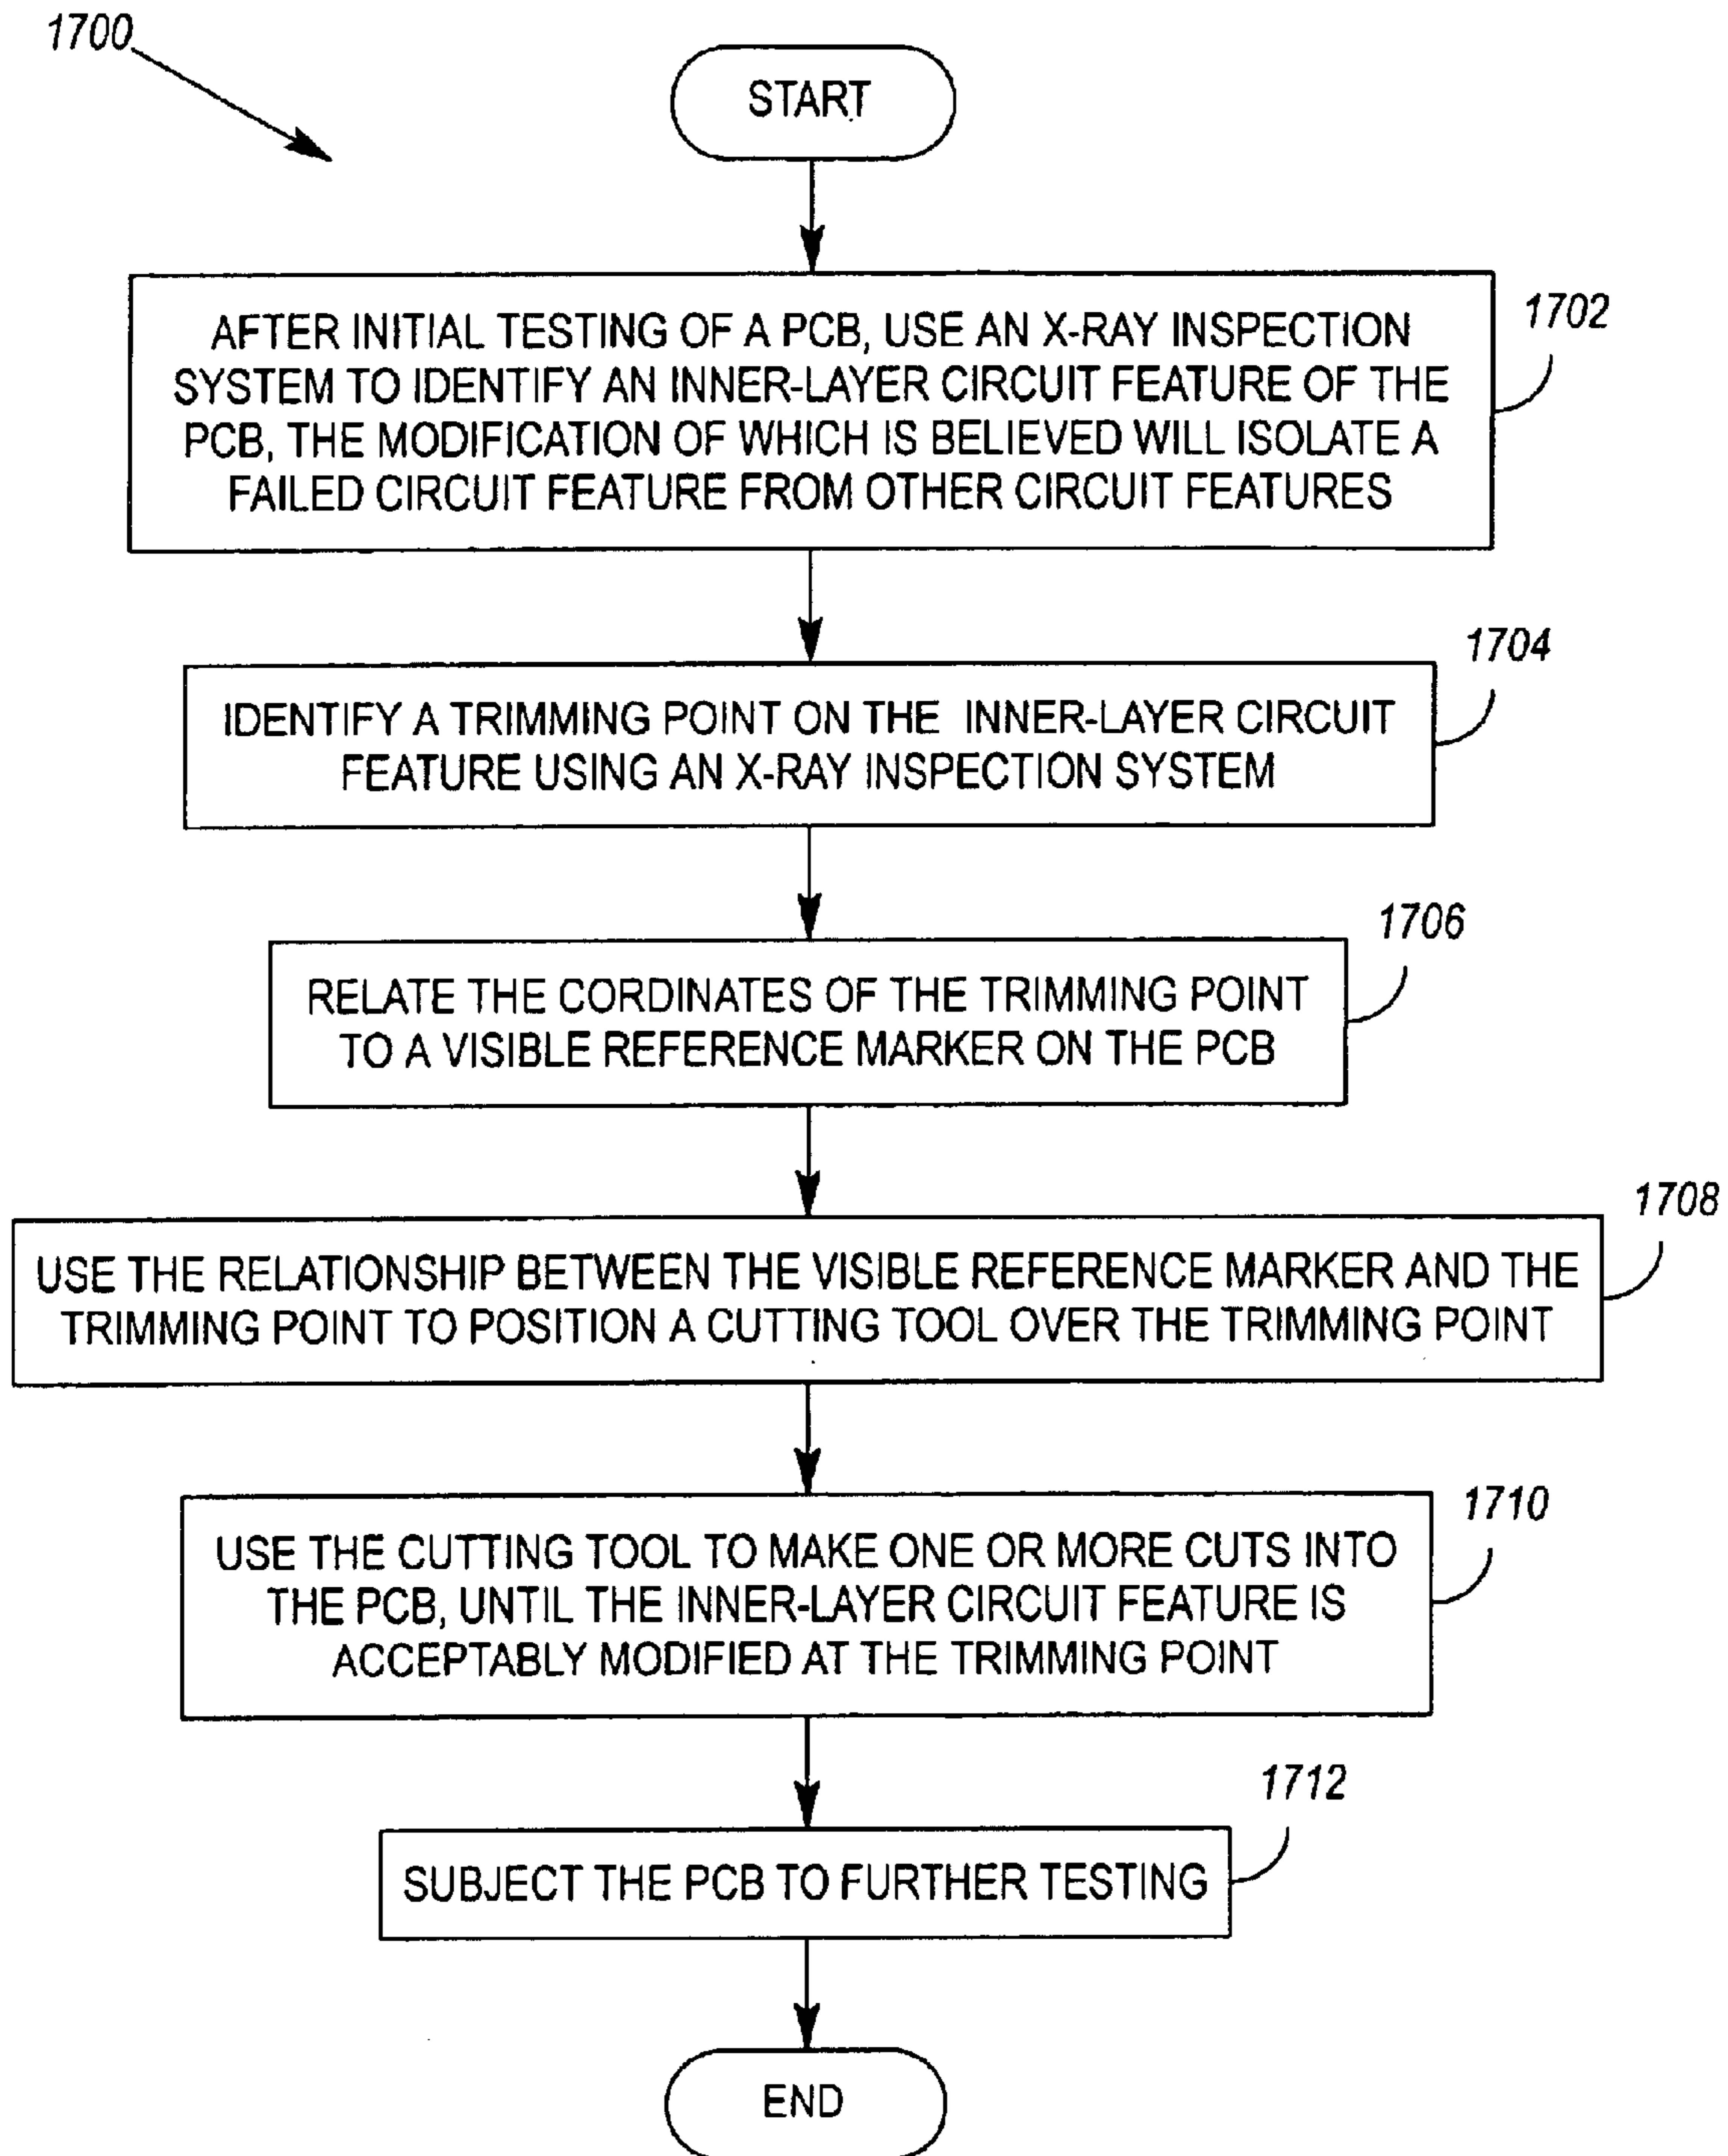 1700
START
AFTER INITIAL TESTING OF A PCB, USE AN X-RAY INSPECTION
SYSTEM TO IDENTIFY AN INNER-LAYER CIRCUIT FEATURE OF THE
PCB, THE MODIFICATION OF WHICH IS BELIEVED WILL ISOLATE A
FAILED CIRCUIT FEATURE FROM OTHER CIRCUIT FEATURES
1702
IDENTIFY A TRIMMING POINT ON THE INNER-LAYER CIRCUIT
FEATURE USING AN X-RAY INSPECTION SYSTEM
1704
RELATE THE CORDINATES OF THE TRIMMING POINT
TO A VISIBLE REFERENCE MARKER ON THE PCB
1706
USE THE RELATIONSHIP BETWEEN THE VISIBLE REFERENCE MARKER AND THE
TRIMMING POINT TO POSITION A CUTTING TOOL OVER THE TRIMMING POINT
1708
USE THE CUTTING TOOL TO MAKE ONE OR MORE CUTS INTO
THE PCB, UNTIL THE INNER-LAYER CIRCUIT FEATURE IS
ACCEPTABLY MODIFIED AT THE TRIMMING POINT
1710
SUBJECT THE PCB TO FURTHER TESTING
1712
END